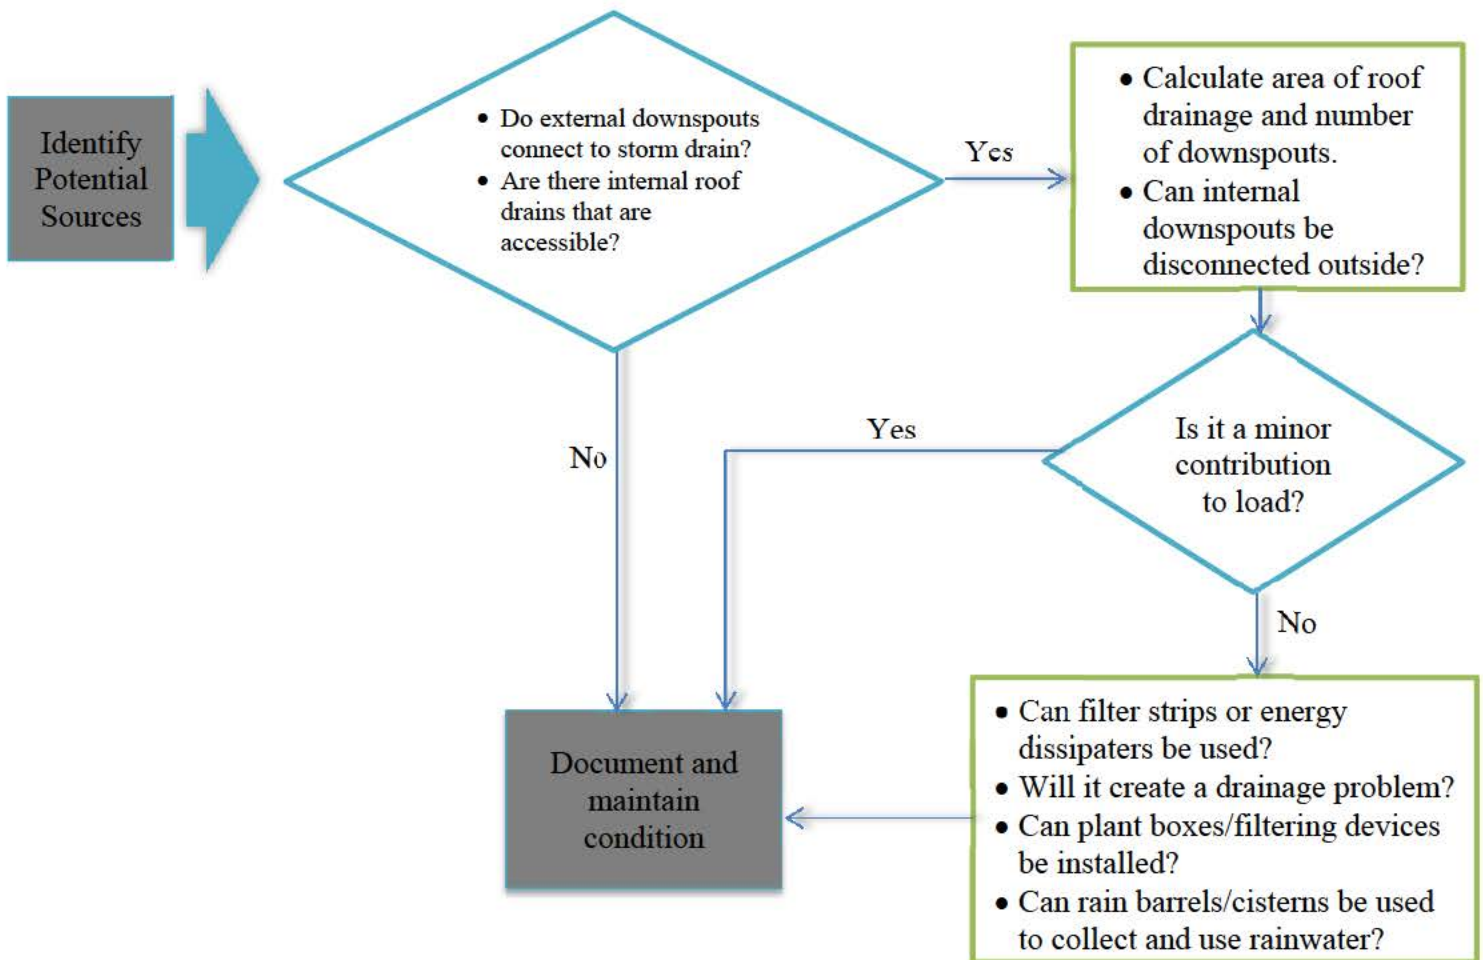 Identify
Potential
Sources
• Do external downspouts
connect to storm drain?
• Are there internal roof
drains that are
accessible?
Yes
• Calculate area of roof
drainage and number
of downspouts.
• Can internal
downspouts be
disconnected outside?
No
Yes
Is it a minor
contribution
to load?
No
Document and
maintain
condition
• Can filter strips or energy
dissipaters be used?
• Will it create a drainage problem?
• Can plant boxes/filtering devices
be installed?
• Can rain barrels/cisterns be used
to collect and use rainwater?